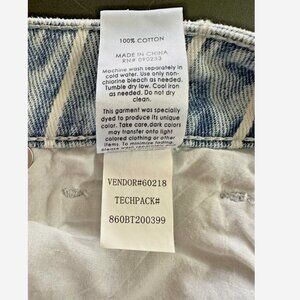 100% COTTON
MADE IN CHINA
RN# 090233
Machine wash separately in
cold water. Use only non-
chlorine bleach as needed.
Tumble dry low. Cool Iron
as needed. Do not dry
clean.
This garment was specially
dyed to produce its unique
color. Take care,dark colors
may transfer onto light
colored clothing or other
items. To minimize fading,
VENDOR#60218
TECHPACK#
860BT200399